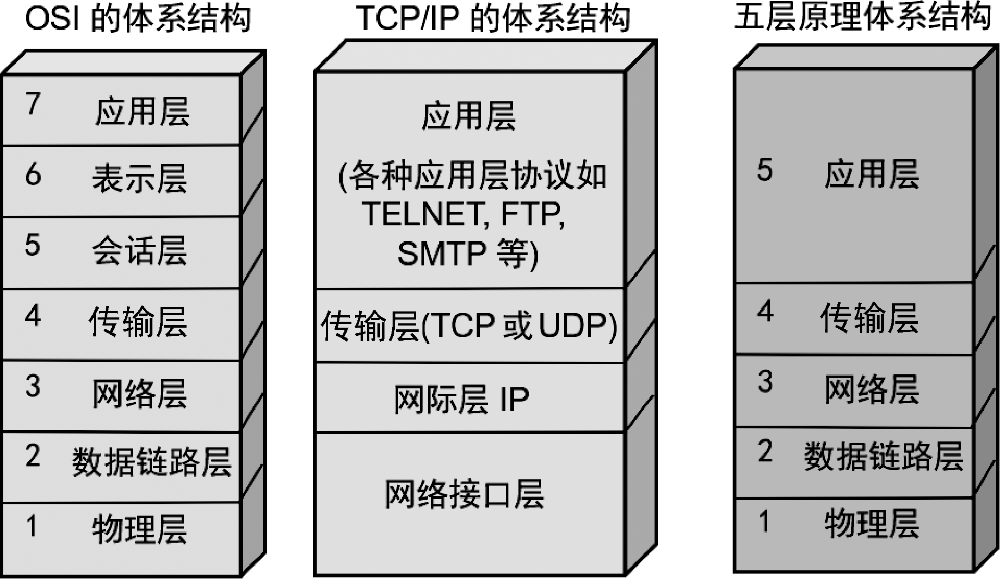 OSI 的体系结构
7 应用层
6 表示层
5 会话层
4 传输层
3 网络层
2 数据链路层
1 物理层
TCP/IP 的体系结构
应用层
(各种应用层协议如
TELNET, FTP,
SMTP 等)
传输层(TCP 或 UDP)
网际层 IP
网络接口层
五层原理体系结构
5 应用层
4 传输层
3 网络层
2 数据链路层
1 物理层